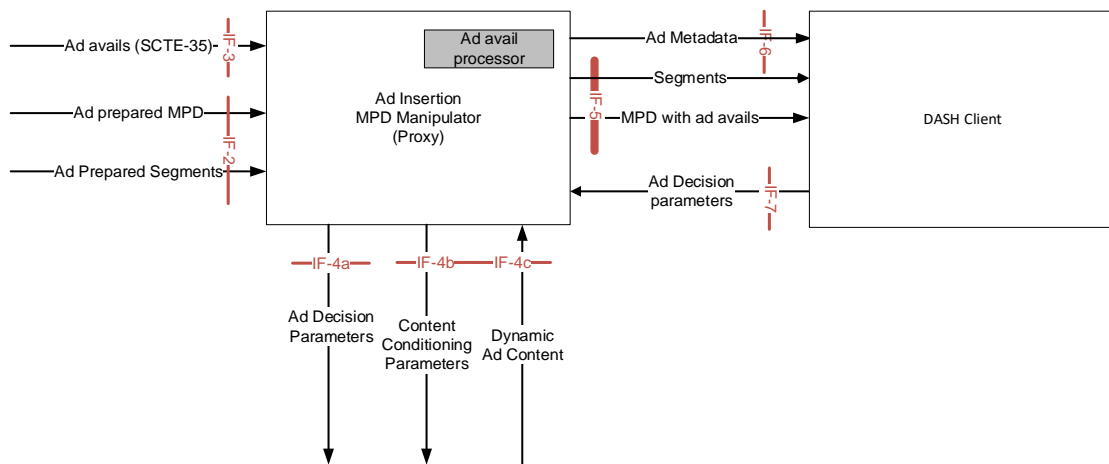 Ad avails (SCTE-35)
IF-3
Ad prepared MPD
IF-2
Ad Prepared Segments
Ad avail
processor
Ad Insertion
MPD Manipulator
(Proxy)
Ad Metadata
IF-6
Segments
IF-5
MPD with ad avails
Ad Decision
parameters
IF-7
DASH Client
IF-4a
IF-4b
IF-4c
Ad Decision
Parameters
Content
Conditioning
Parameters
Dynamic
Ad Content